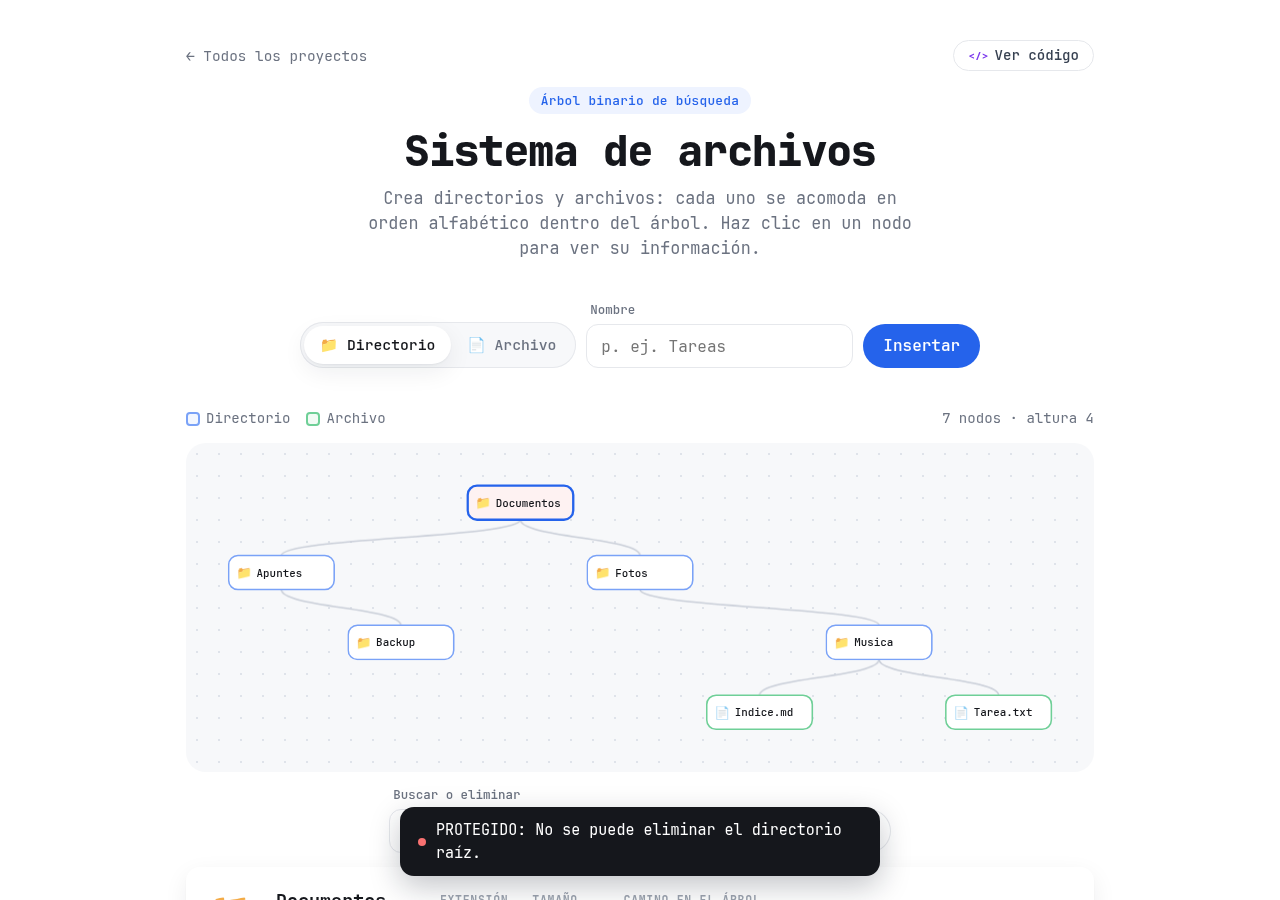 ← Todos los proyectos
</> Ver código
Árbol binario de búsqueda
Sistema de archivos
Crea directorios y archivos: cada uno se acomoda en
orden alfabético dentro del árbol. Haz clic en un nodo
para ver su información.
Nombre
Directorio
Archivo
p. ej. Tareas
Insertar
Directorio
Archivo
7 nodos · altura 4
Documentos
Apuntes
Fotos
Backup
Musica
Indice.md
Tarea.txt
Buscar o eliminar
PROTEGIDO: No se puede eliminar el directorio
raíz.
Documentos
EXTENSIÓN
TAMAÑO
CAMINO EN EL ÁRBOL